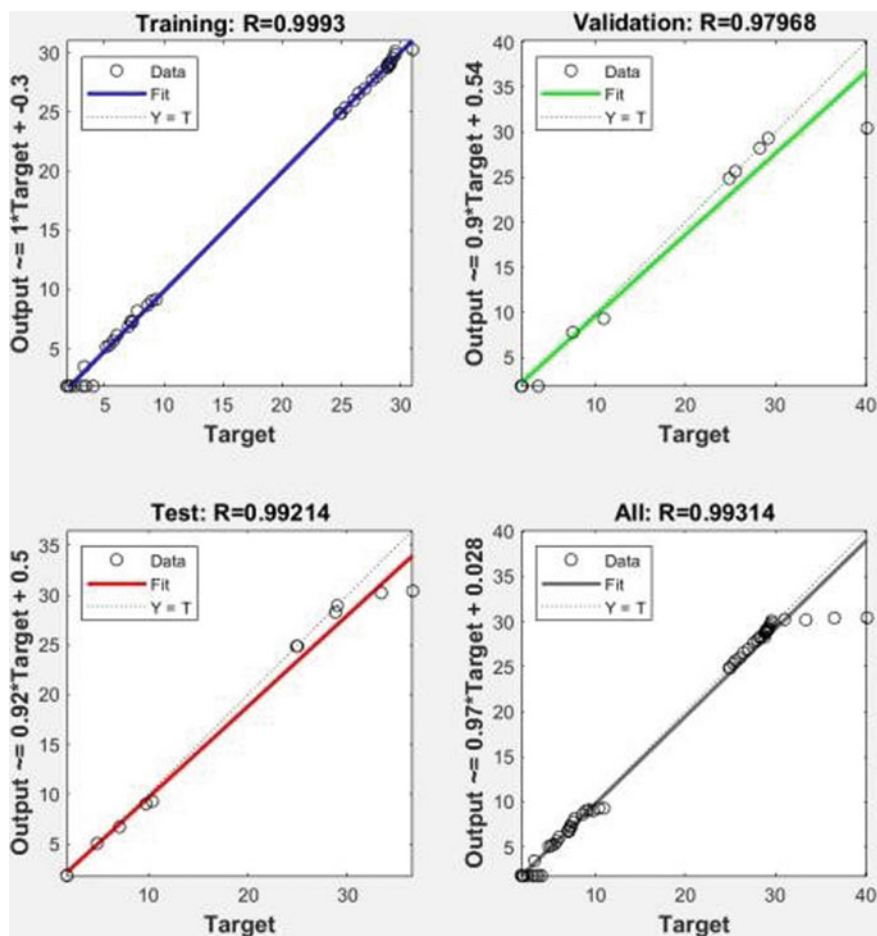 Training: R=0.9993
Output ~= 1*Target + -0.3
30
25
20
15
10
5
Data
Fit
Y = T
5 10 15 20 25 30
Target
Validation: R=0.97968
Output ~= 0.9*Target + 0.54
40
35
30
25
20
15
10
5
Data
Fit
Y = T
10 20 30 40
Target
Test: R=0.99214
Output ~= 0.92*Target + 0.5
35
30
25
20
15
10
5
Data
Fit
Y = T
10 20 30
Target
All: R=0.99314
Output ~= 0.97*Target + 0.028
40
35
30
25
20
15
10
5
Data
Fit
Y = T
10 20 30 40
Target